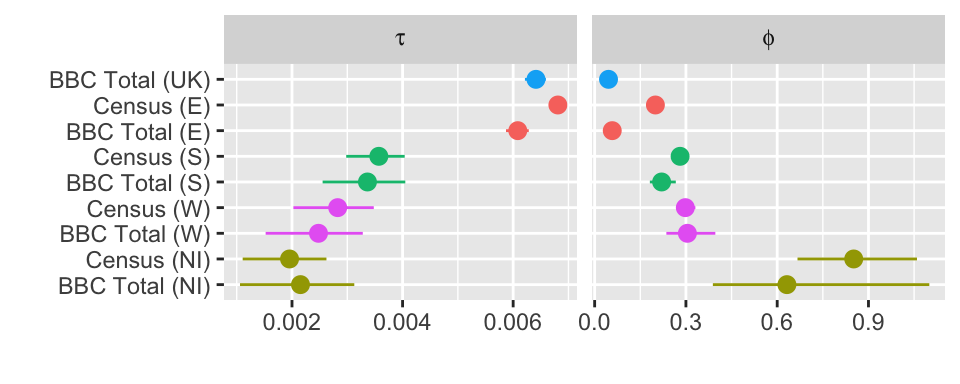 τ ϕ
BBC Total (UK)
Census (E)
BBC Total (E)
Census (S)
BBC Total (S)
Census (W)
BBC Total (W)
Census (NI)
BBC Total (NI)
0.002 0.004 0.006 0.0 0.3 0.6 0.9